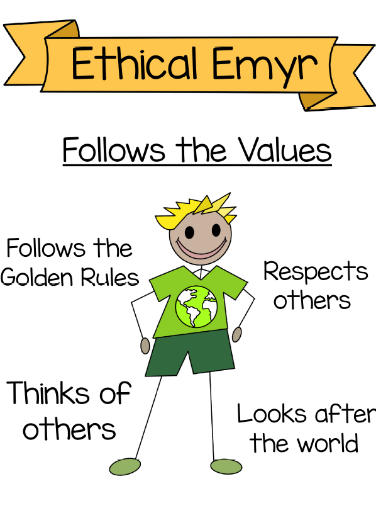 Ethical Emyr
Follows the Values
Follows the
Golden Rules
Respects
others
Thinks of
others
Looks after
the world